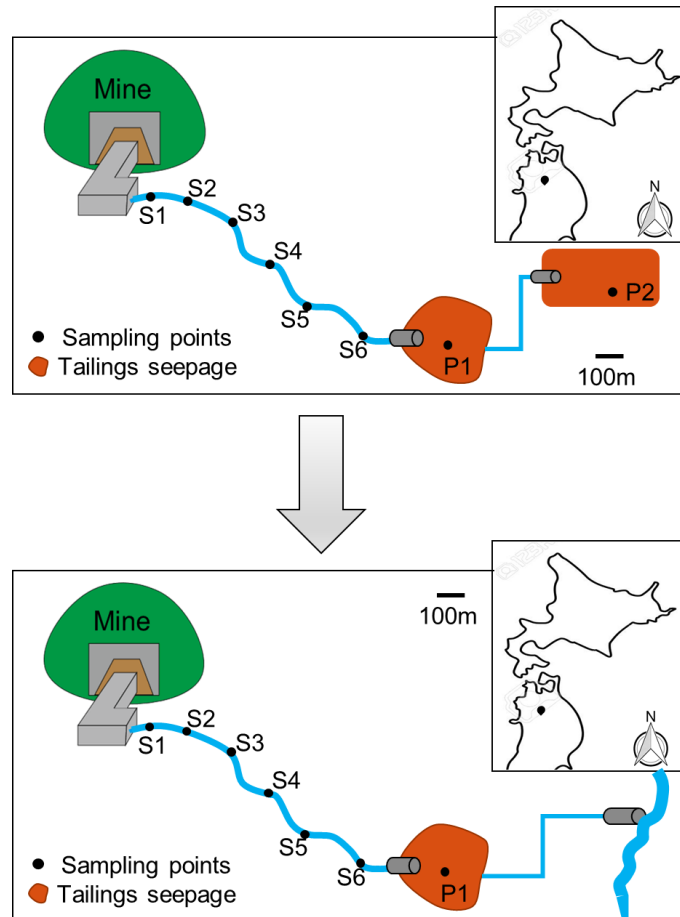 Mine
N
S1
S2
S3
S4
S5
S6
P1
P2
Sampling points
Tailings seepage
100m
Mine
100m
N
S1
S2
S3
S4
S5
S6
P1
Sampling points
Tailings seepage